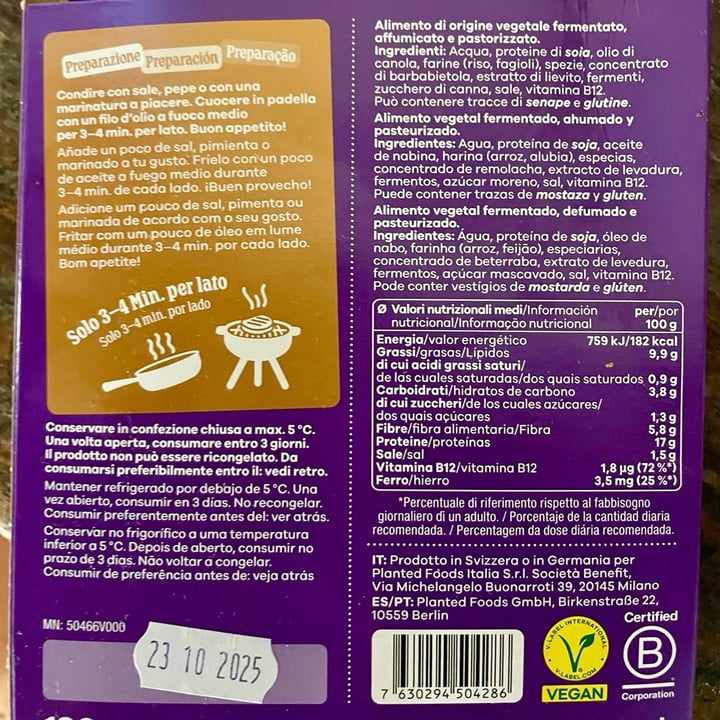 Preparazione Preparación Preparação
Condire con sale, pepe o con una
marinatura a piacere. Cuocere in padella
con un filo d'olio a fuoco medio
per 3–4 min. per lato. Buon appetito!
Añade un poco de sal, pimienta o
marinado a tu gusto. Fríelo con un poco
de aceite a fuego medio durante
3–4 min. de cada lado. ¡Buen provecho!
Adicione um pouco de sal, pimenta ou
marinada de acordo com o seu gosto.
Fritar com um pouco de óleo em lume
médio durante 3–4 min. por cada lado.
Bom apetite!
Solo 3–4 Min. per lato
Solo 3–4 min. por lado
Conservare in confezione chiusa a max. 5 °C.
Una volta aperta, consumare entro 3 giorni.
Il prodotto non può essere ricongelato. Da
consumarsi preferibilmente entro il: vedi retro.
Mantener refrigerado por debajo de 5 °C. Una
vez abierto, consumir en 3 días. No recongelar.
Consumir preferentemente antes del: ver atrás.
Conservar no frigorífico a uma temperatura
inferior a 5 °C. Depois de aberto, consumir no
prazo de 3 dias. Não voltar a congelar.
Consumir de preferência antes de: veja atrás
MN: 50466V000
23 10 2025
Alimento di origine vegetale fermentato,
affumicato e pastorizzato.
Ingredienti: Acqua, proteine di soia, olio di
canola, farine (riso, fagioli), spezie, concentrato
di barbabietola, estratto di lievito, fermenti,
zucchero di canna, sale, vitamina B12.
Può contenere tracce di senape e glutine.
Alimento vegetal fermentado, ahumado y
pasteurizado.
Ingredientes: Agua, proteína de soja, aceite
de nabina, harina (arroz, alubia), especias,
concentrado de remolacha, extracto de levadura,
fermentos, azúcar moreno, sal, vitamina B12.
Puede contener trazas de mostaza y gluten.
Alimento vegetal fermentado, defumado e
pasteurizado.
Ingredientes: Água, proteína de soja, óleo de
nabo, farinha (arroz, feijão), especiarias,
concentrado de beterraba, extrato de levedura,
fermentos, açúcar mascavado, sal, vitamina B12.
Pode conter vestígios de mostarda e glúten.
Ø Valori nutrizionali medi/Información per/por
nutricional/Informação nutricional 100 g
Energia/valor energético 759 kJ/182 kcal
Grassi/grasas/Lípidos 9,9 g
di cui acidi grassi saturi/
de las cuales saturadas/dos quais saturados 0,9 g
Carboidrati/hidratos de carbono 3,8 g
di cui zuccheri/de los cuales azúcares/
dos quais açúcares 1,3 g
Fibre/fibra alimentaria/Fibra 5,8 g
Proteine/proteínas 17 g
Sale/sal 1,5 g
Vitamina B12/vitamina B12 1,8 µg (72 %*)
Ferro/hierro 3,5 mg (25 %*)
*Percentuale di riferimento rispetto al fabbisogno
giornaliero di un adulto. / Porcentaje de la cantidad diaria
recomendada. / Percentagem da dose diária recomendada.
IT: Prodotto in Svizzera o in Germania per
Planted Foods Italia S.r.l. Società Benefit,
Via Michelangelo Buonarroti 39, 20145 Milano
ES/PT: Planted Foods GmbH, Birkenstraße 22,
10559 Berlin
7 630294 504286
V-LABEL INTERNATIONAL
V-LABEL.COM
VEGAN
Certified
B
Corporation